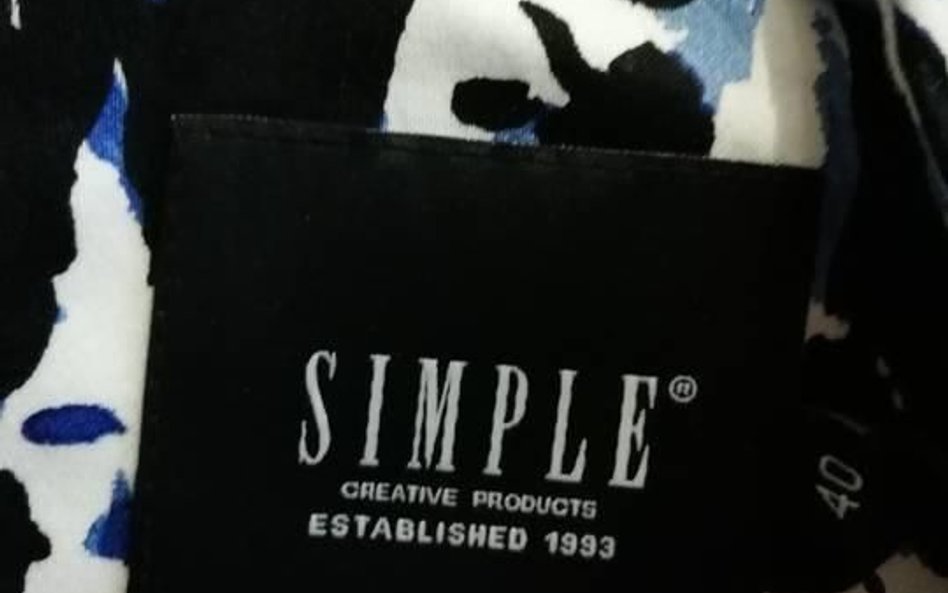 SIMPLE®
CREATIVE PRODUCTS
ESTABLISHED 1993
40